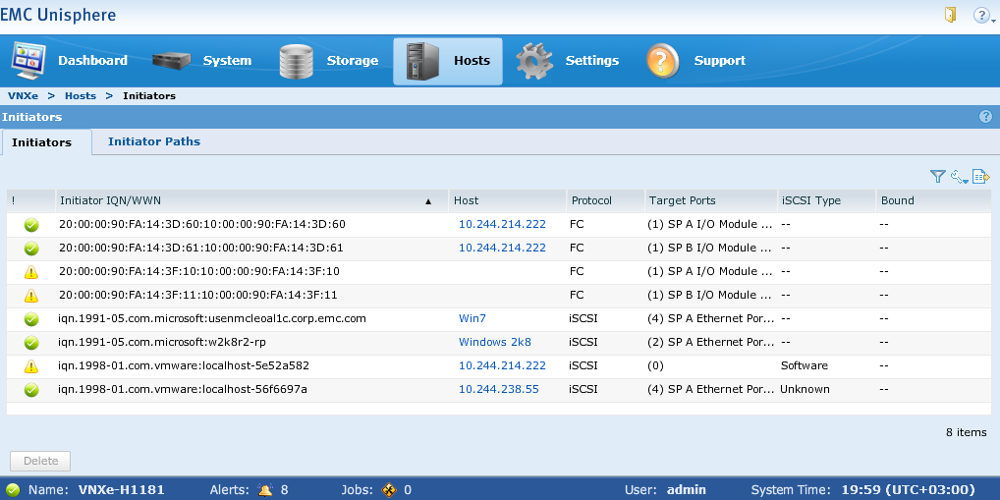 EMC Unisphere
Dashboard System Storage Hosts Settings Support
VNXe > Hosts > Initiators
Initiators
Initiators Initiator Paths
! Initiator IQN/WWN Host Protocol Target Ports iSCSI Type Bound
20:00:00:90:FA:14:3D:60:10:00:00:90:FA:14:3D:60 10.244.214.222 FC (1) SP A I/O Module ... -- --
20:00:00:90:FA:14:3D:61:10:00:00:90:FA:14:3D:61 10.244.214.222 FC (1) SP B I/O Module ... -- --
20:00:00:90:FA:14:3F:10:10:00:00:90:FA:14:3F:10 FC (1) SP A I/O Module ... -- --
20:00:00:90:FA:14:3F:11:10:00:00:90:FA:14:3F:11 FC (1) SP B I/O Module ... -- --
iqn.1991-05.com.microsoft:usenmcleoal1c.corp.emc.com Win7 iSCSI (4) SP A Ethernet Por... -- --
iqn.1991-05.com.microsoft:w2k8r2-rp Windows 2k8 iSCSI (2) SP A Ethernet Por... -- --
iqn.1998-01.com.vmware:localhost-5e52a582 10.244.214.222 iSCSI (0) Software --
iqn.1998-01.com.vmware:localhost-56f6697a 10.244.238.55 iSCSI (4) SP A Ethernet Por... Unknown --
8 items
Delete
Name: VNXe-H1181 Alerts: 8 Jobs: 0 User: admin System Time: 19:59 (UTC+03:00)